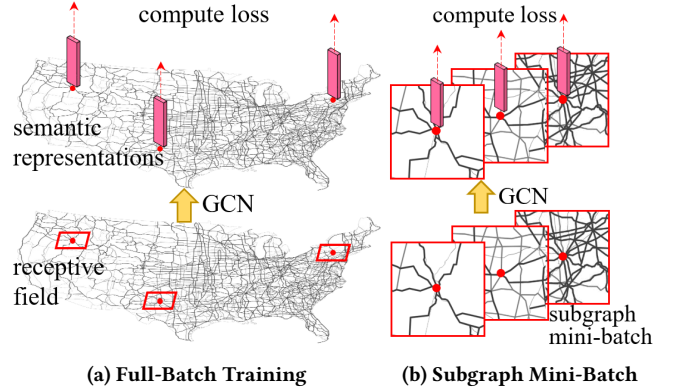 compute loss
semantic
representations
GCN
receptive
field
(a) Full-Batch Training
compute loss
GCN
subgraph
mini-batch
(b) Subgraph Mini-Batch